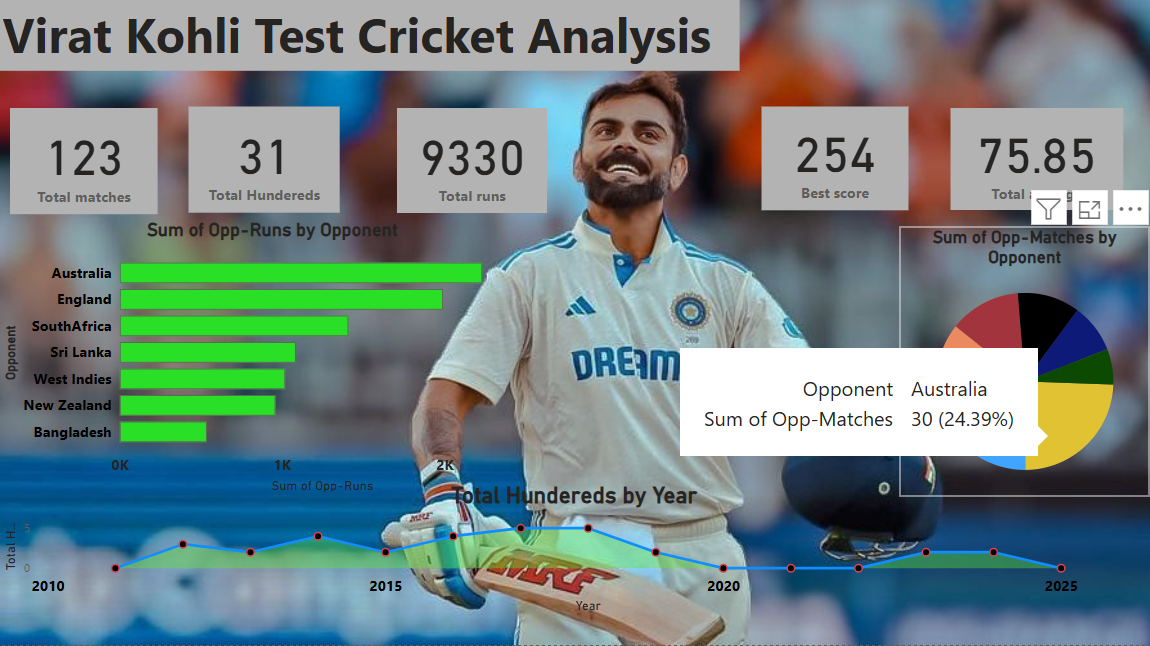 Virat Kohli Test Cricket Analysis
123
Total matches
31
Total Hundereds
9330
Total runs
254
Best score
75.85
Total
Sum of Opp-Runs by Opponent
Opponent
Australia
England
SouthAfrica
Sri Lanka
West Indies
New Zealand
Bangladesh
0K 1K 2K
Sum of Opp-Runs
Sum of Opp-Matches by
Opponent
Opponent Australia
Sum of Opp-Matches 30 (24.39%)
269
DREAM
MRF
Total Hundereds by Year
Total H...
5
0
MRF
2010 2015 2020 2025
Year